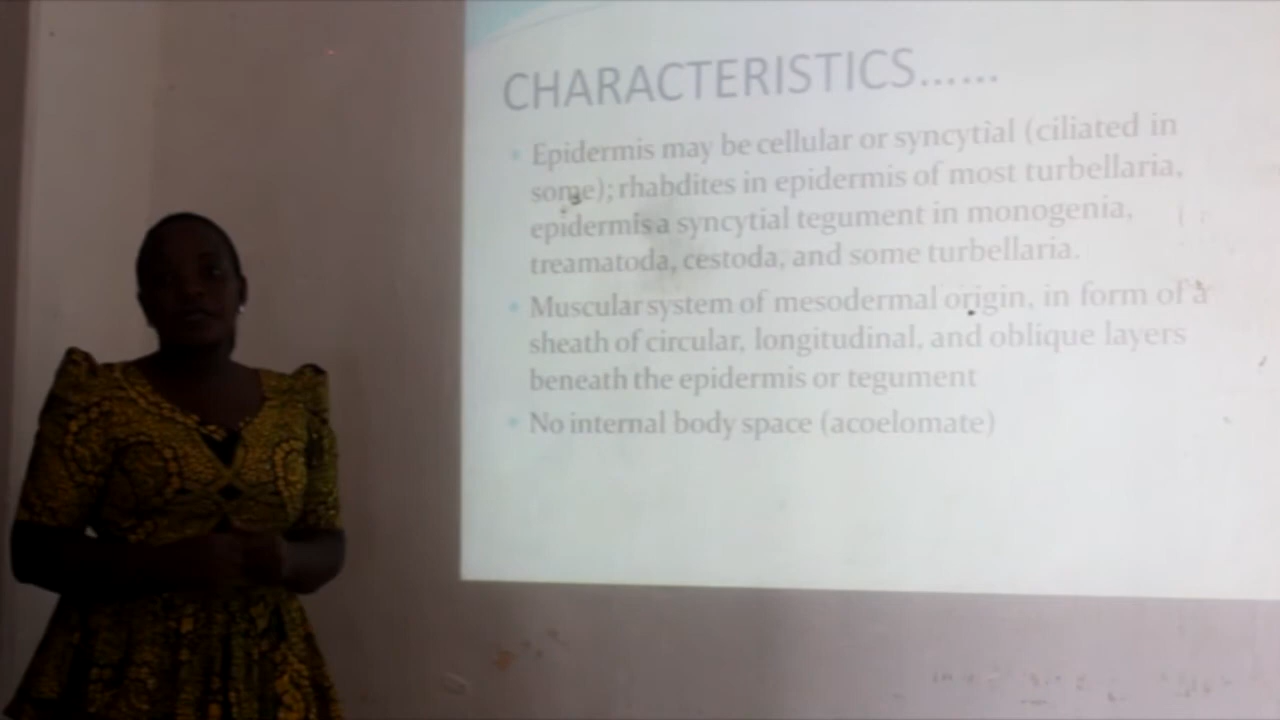 CHARACTERISTICS......
Epidermis may be cellular or syncytial (ciliated in
some); rhabdites in epidermis of most turbellaria,
epidermis a syncytial tegument in monogenia,
treamatoda, cestoda, and some turbellaria.
Muscular system of mesodermal origin, in form of a
sheath of circular, longitudinal, and oblique layers
beneath the epidermis or tegument
No internal body space (acoelomate)